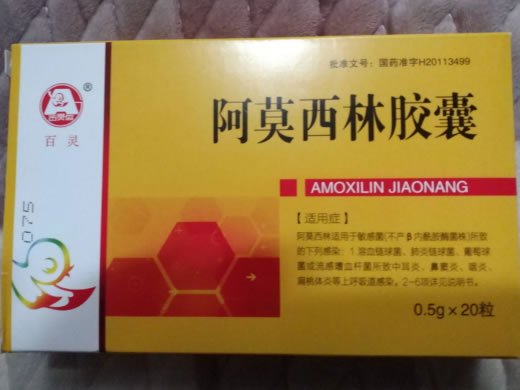 批准文号：国药准字H20113499
百灵鸟
®
百灵
阿莫西林胶囊
AMOXILIN JIAONANG
【适用症】
阿莫西林适用于敏感菌(不产β内酰胺酶菌株)所致
的下列感染：1.溶血链球菌、肺炎链球菌、葡萄球
菌或流感嗜血杆菌所致中耳炎、鼻窦炎、咽炎、
扁桃体炎等上呼吸道感染。2-6项详见说明书。
0.5g×20粒
075